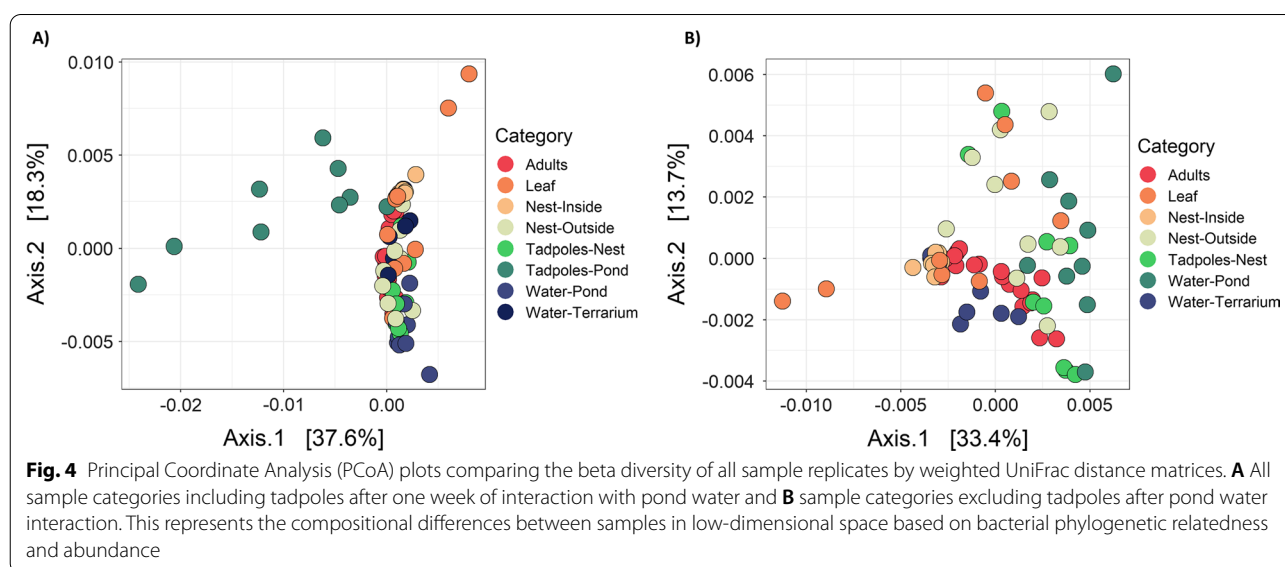 A)
0.010
0.005
0.000
-0.005
Axis.2 [18.3%]
-0.02
-0.01
0.00
Axis.1 [37.6%]
Category
Adults
Leaf
Nest-Inside
Nest-Outside
Tadpoles-Nest
Tadpoles-Pond
Water-Pond
Water-Terrarium
B)
0.006
0.004
0.002
0.000
-0.002
-0.004
Axis.2 [13.7%]
-0.010
-0.005
0.000
0.005
Axis.1 [33.4%]
Category
Adults
Leaf
Nest-Inside
Nest-Outside
Tadpoles-Nest
Water-Pond
Water-Terrarium
Fig. 4 Principal Coordinate Analysis (PCoA) plots comparing the beta diversity of all sample replicates by weighted UniFrac distance matrices. A All
sample categories including tadpoles after one week of interaction with pond water and B sample categories excluding tadpoles after pond water
interaction. This represents the compositional differences between samples in low-dimensional space based on bacterial phylogenetic relatedness
and abundance